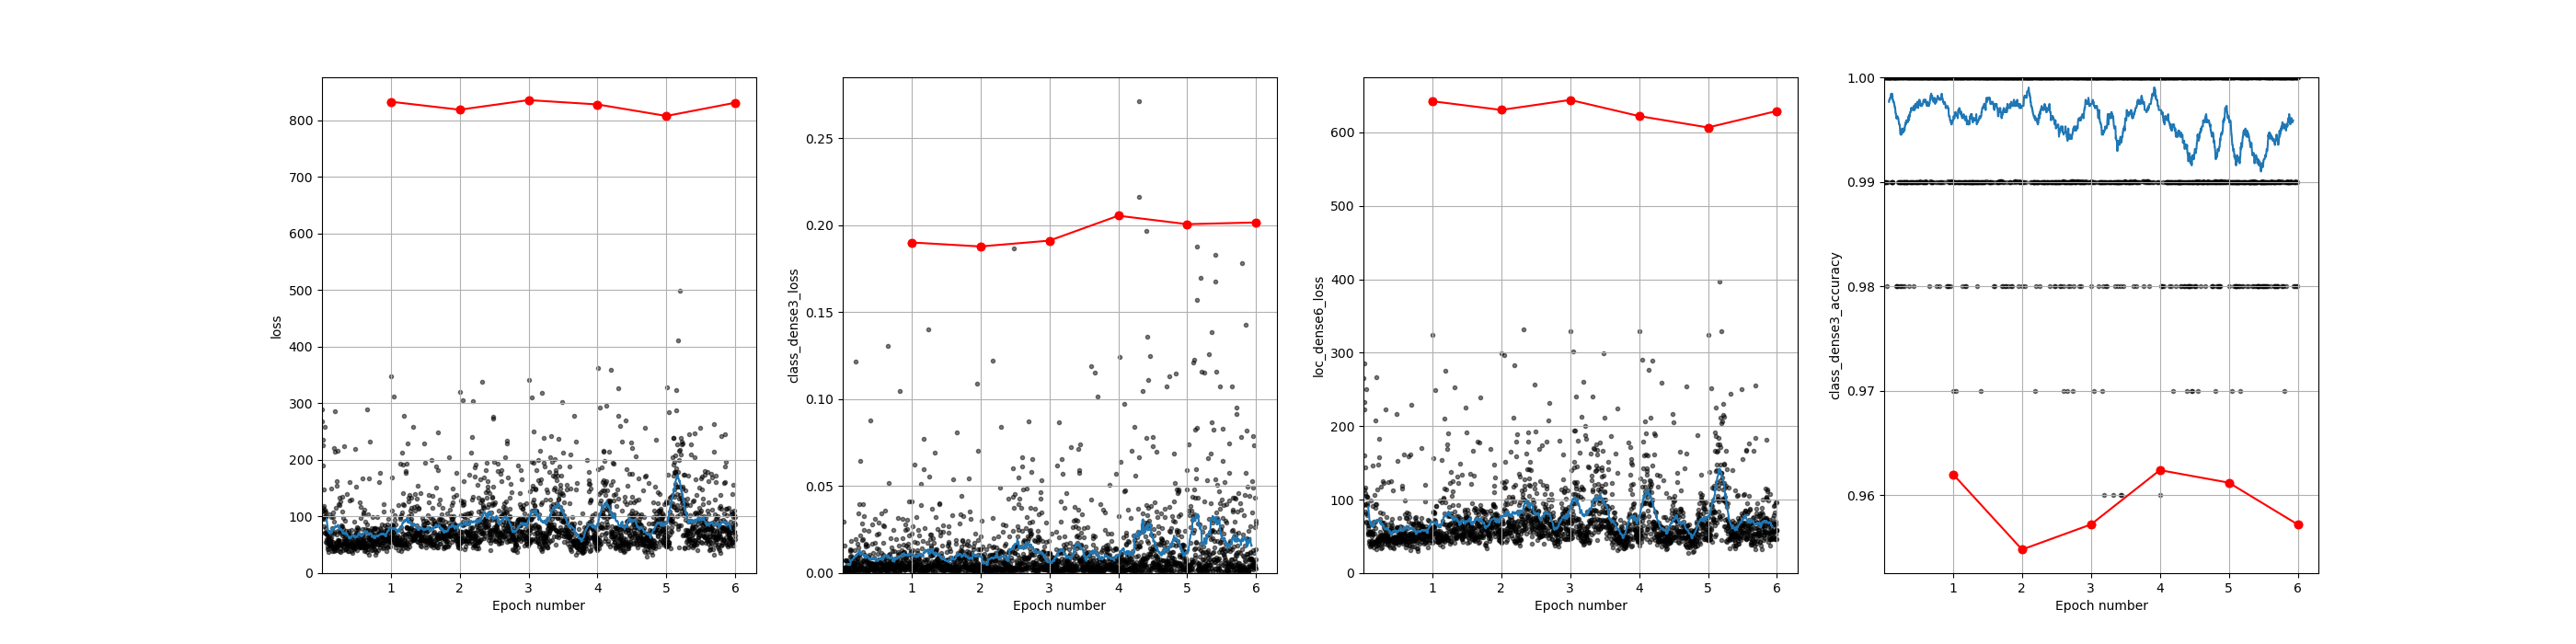 800
700
600
500
400
300
200
100
0
loss
1 2 3 4 5 6
Epoch number
0.25
0.20
0.15
0.10
0.05
0.00
class_dense3_loss
1 2 3 4 5 6
Epoch number
600
500
400
300
200
100
0
loc_dense6_loss
1 2 3 4 5 6
Epoch number
1.00
0.99
0.98
0.97
0.96
class_dense3_accuracy
1 2 3 4 5 6
Epoch number